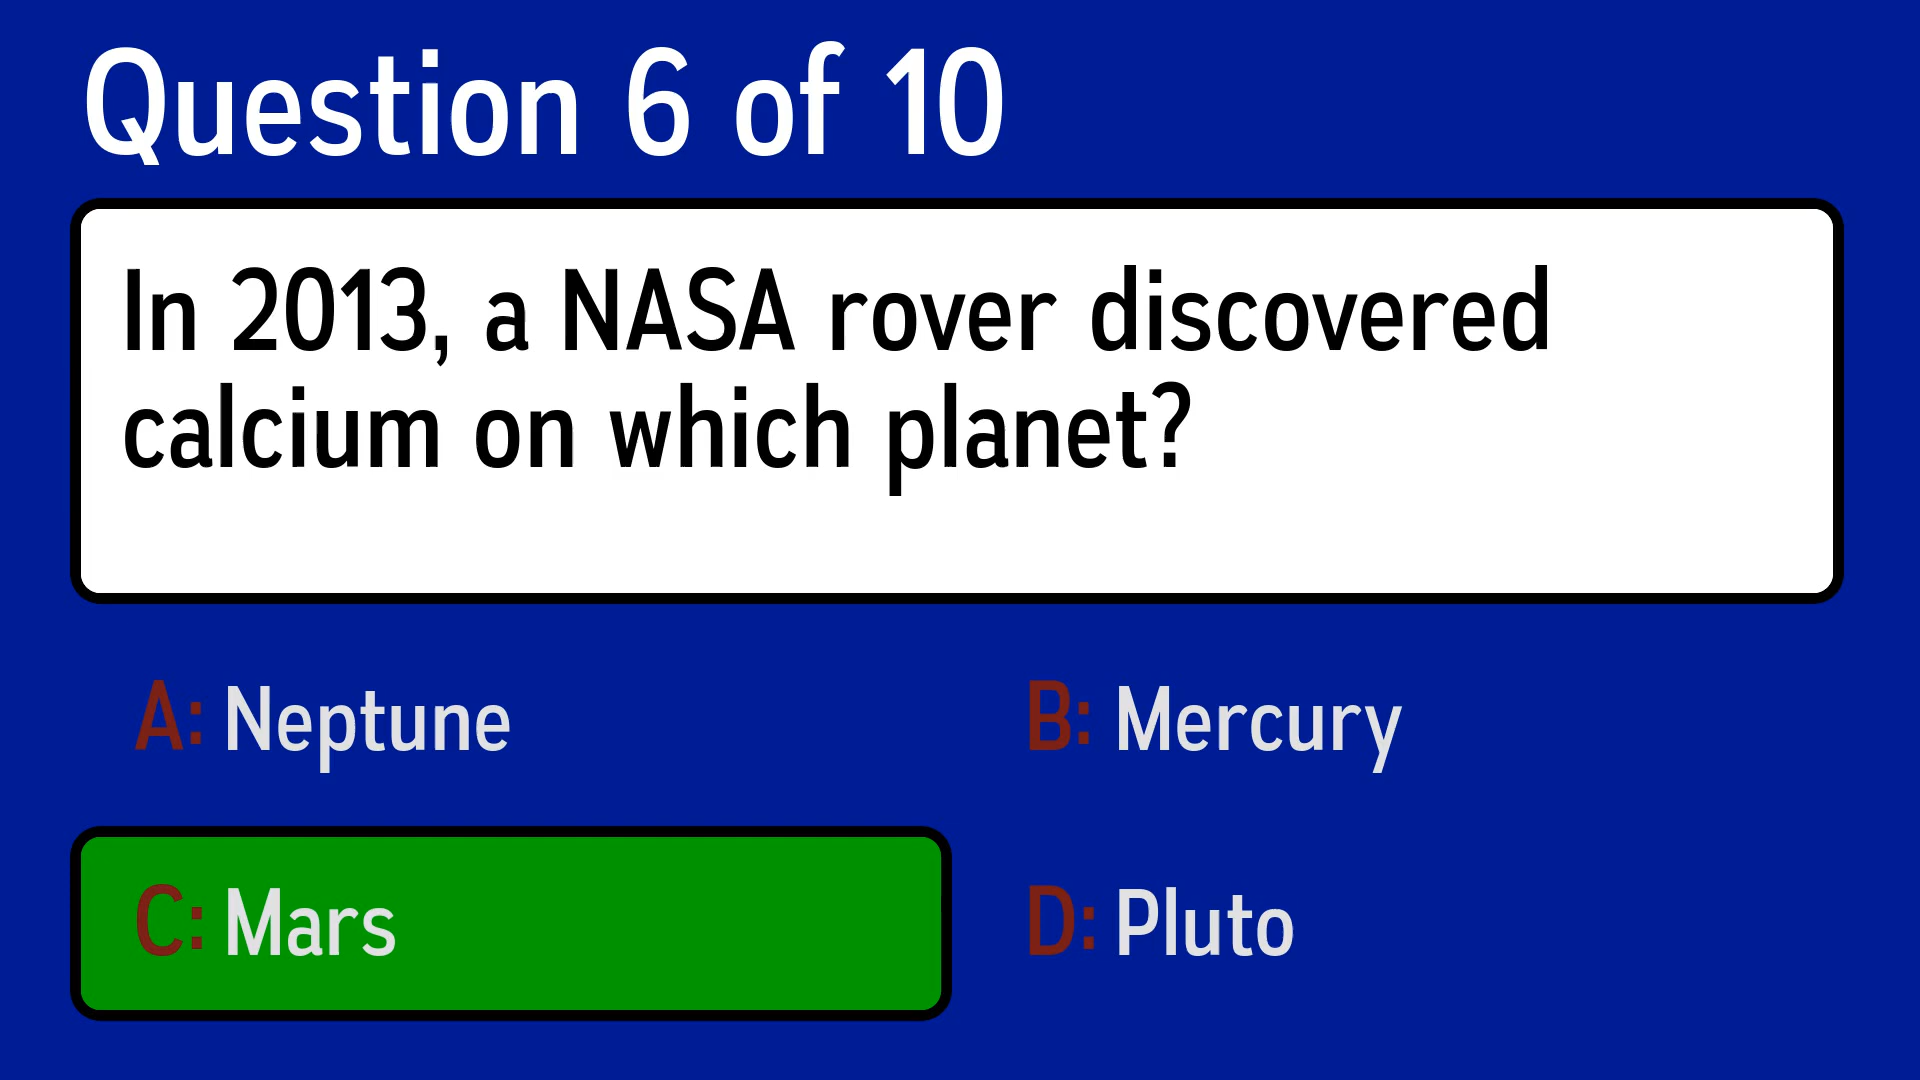 Question 6 of 10
In 2013, a NASA rover discovered
calcium on which planet?
A: Neptune
B: Mercury
C: Mars
D: Pluto